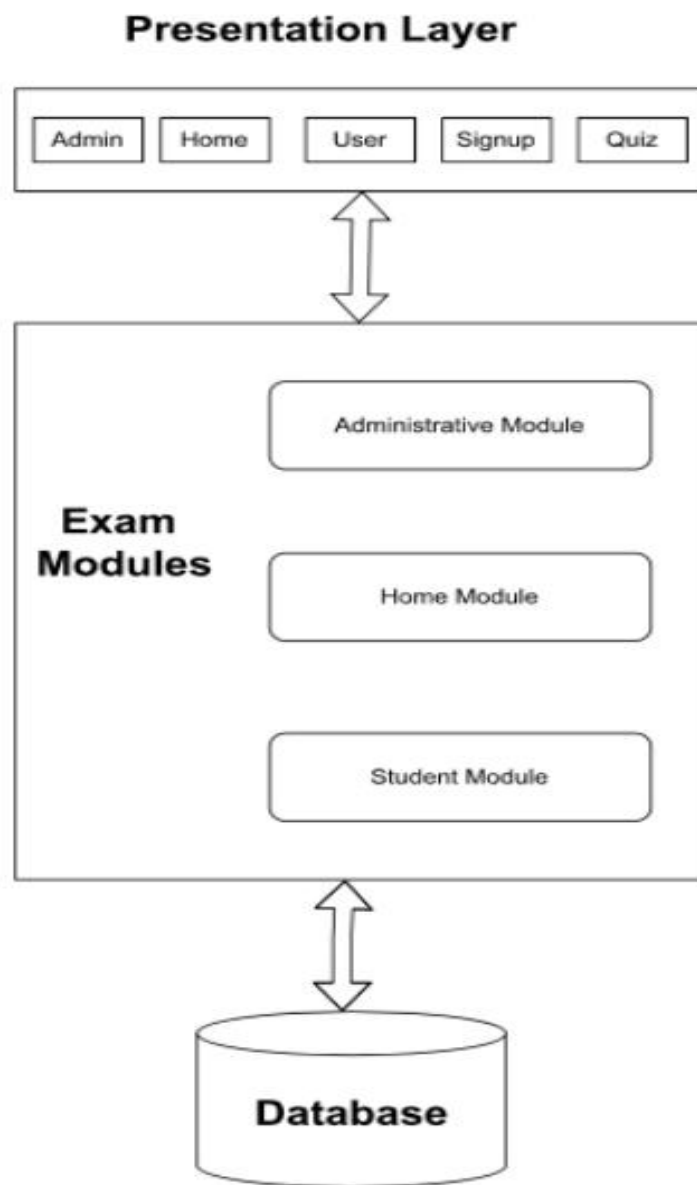 Presentation Layer
Admin Home User Signup Quiz
Administrative Module
Exam
Modules
Home Module
Student Module
Database